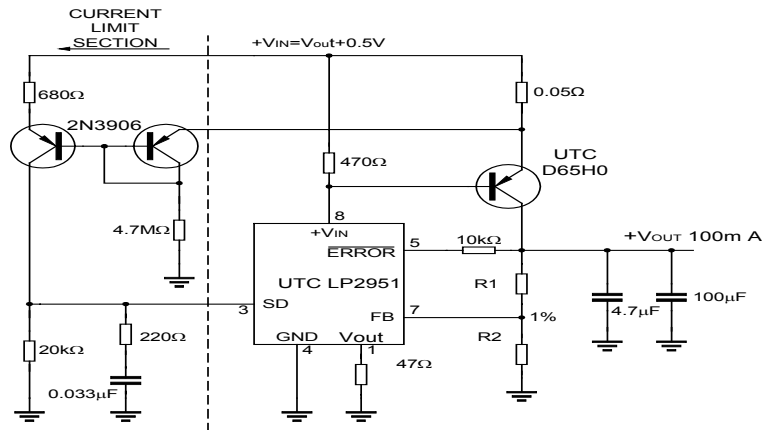 CURRENT
LIMIT
SECTION
+VIN=Vout+0.5V
680Ω
0.05Ω
2N3906
UTC
D65H0
470Ω
4.7MΩ
8
+VIN
ERROR
5
10kΩ
+VOUT 100m A
UTC LP2951
R1
3
SD
FB
7
1%
4.7μF
100μF
20kΩ
220Ω
GND
Vout
R2
4
1
47Ω
0.033μF